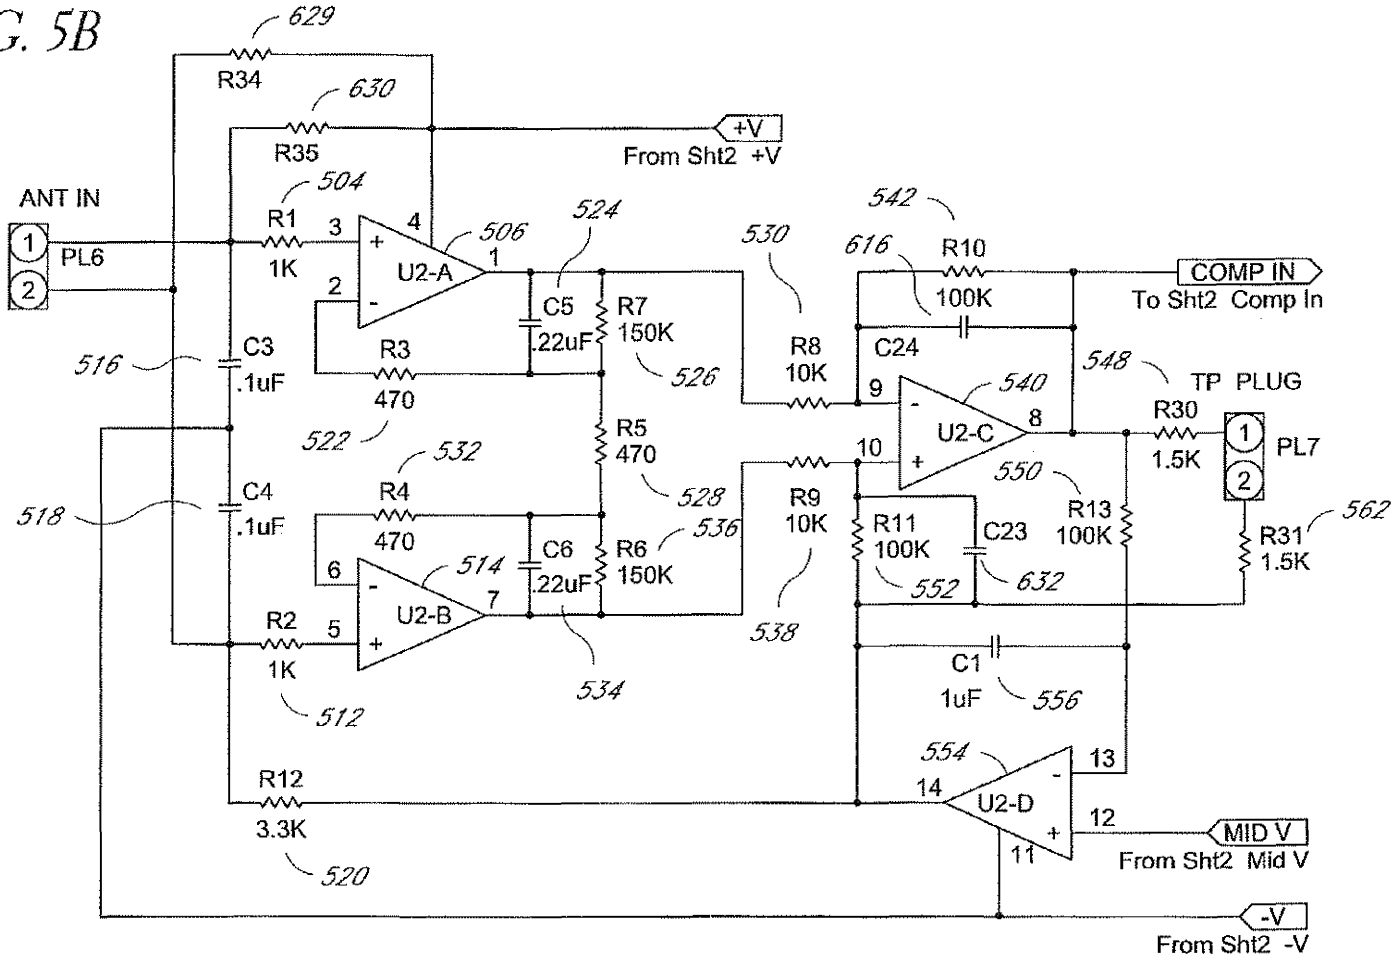 G. 5B
629
R34
630
R35
+V
From Sht2 +V
ANT IN
1
2
PL6
504
R1
1K
3
4
+
2
-
U2-A
506
1
524
C5
.22uF
R7
150K
526
530
R8
10K
542
616
R10
100K
C24
COMP IN
To Sht2 Comp In
516
C3
.1uF
R3
470
522
532
R4
470
R5
470
528
9
-
10
+
U2-C
540
8
548
R30
1.5K
TP PLUG
1
2
PL7
518
C4
.1uF
6
-
5
+
U2-B
514
7
C6
.22uF
534
R6
150K
536
R9
10K
538
R11
100K
552
C23
632
550
R13
100K
R31
1.5K
562
R2
1K
512
C1
1uF
556
R12
3.3K
520
554
14
U2-D
13
-
12
+
11
MID V
From Sht2 Mid V
-V
From Sht2 -V